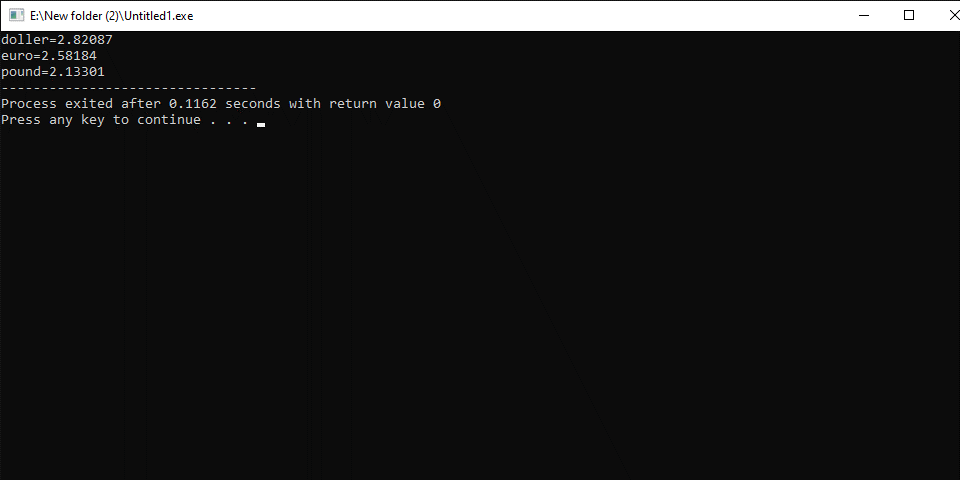 E:\New folder (2)\Untitled1.exe
doller=2.82087
euro=2.58184
pound=2.13301
--------------------------------
Process exited after 0.1162 seconds with return value 0
Press any key to continue . . .